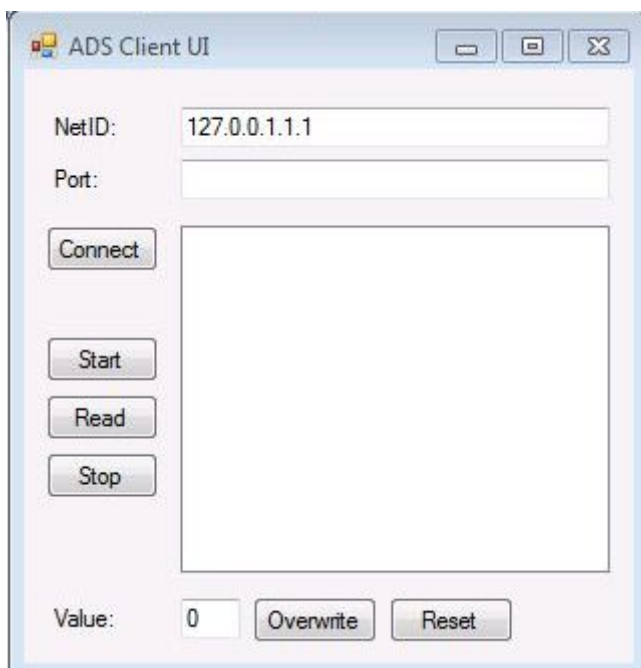 ADS Client UI
NetID: 127.0.0.1.1.1
Port:
Connect
Start
Read
Stop
Value: 0 Overwrite Reset